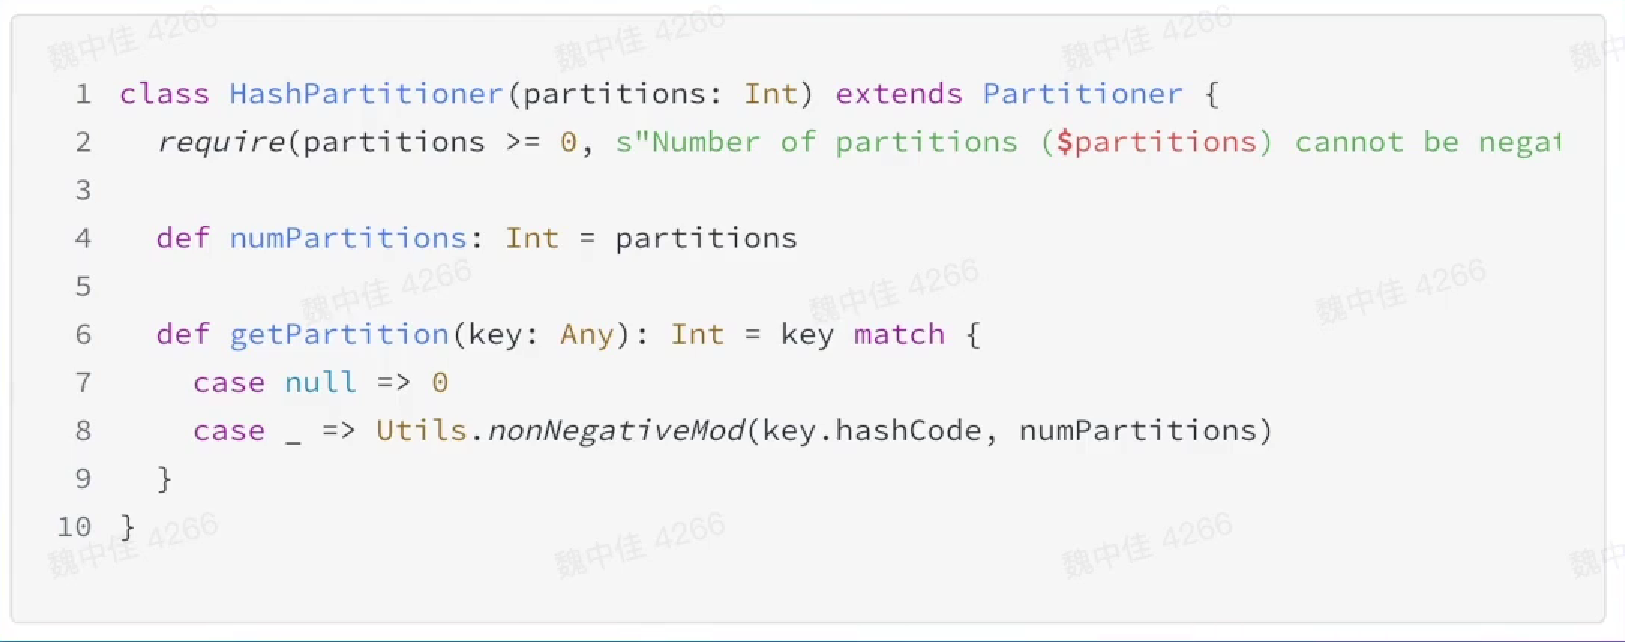 魏中佳 4266 魏中佳 4266 魏中佳 4266 魏中
1 class HashPartitioner(partitions: Int) extends Partitioner {
2   require(partitions >= 0, s"Number of partitions ($partitions) cannot be negat
3
4   def numPartitions: Int = partitions
5
魏中佳 4266 魏中佳 4266 魏中佳 4266
6   def getPartition(key: Any): Int = key match {
7     case null => 0
8     case _ => Utils.nonNegativeMod(key.hashCode, numPartitions)
9   }
10 }
魏中佳 4266 魏中佳 4266 魏中佳 4266 魏中